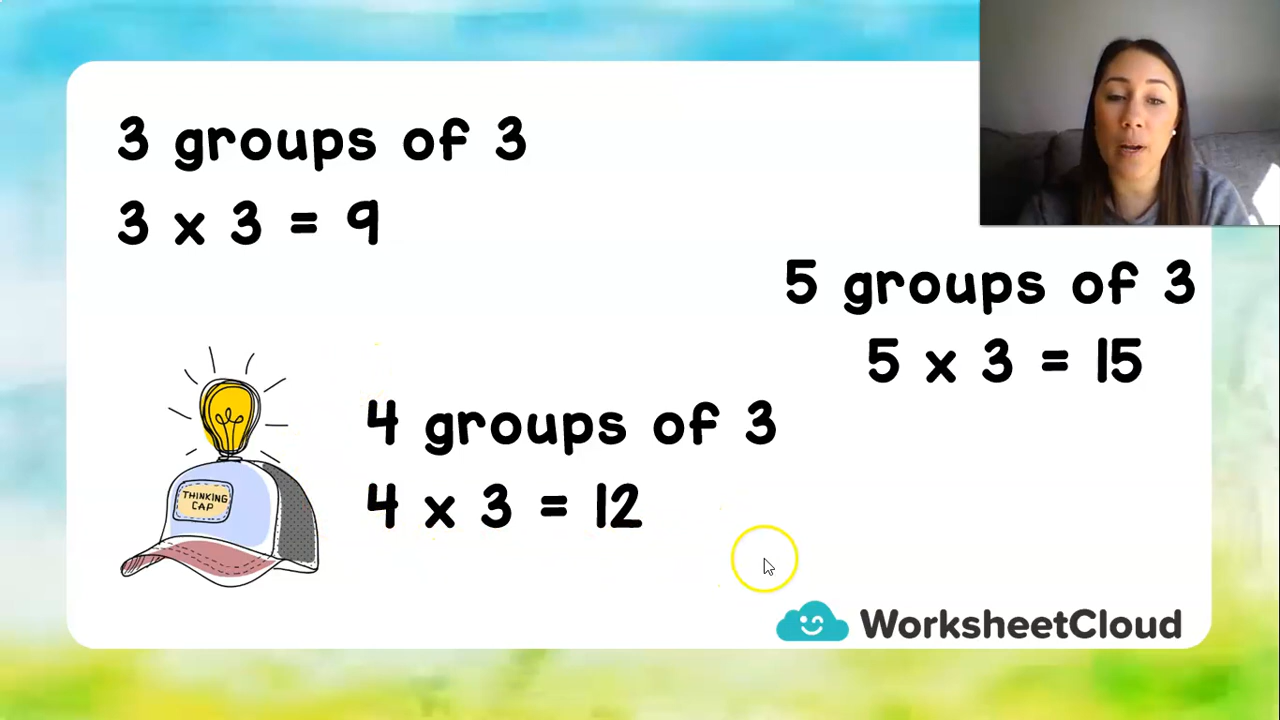 3 groups of 3
3 x 3 = 9
5 groups of 3
5 x 3 = 15
4 groups of 3
4 x 3 = 12
THINKING
CAP
WorksheetCloud